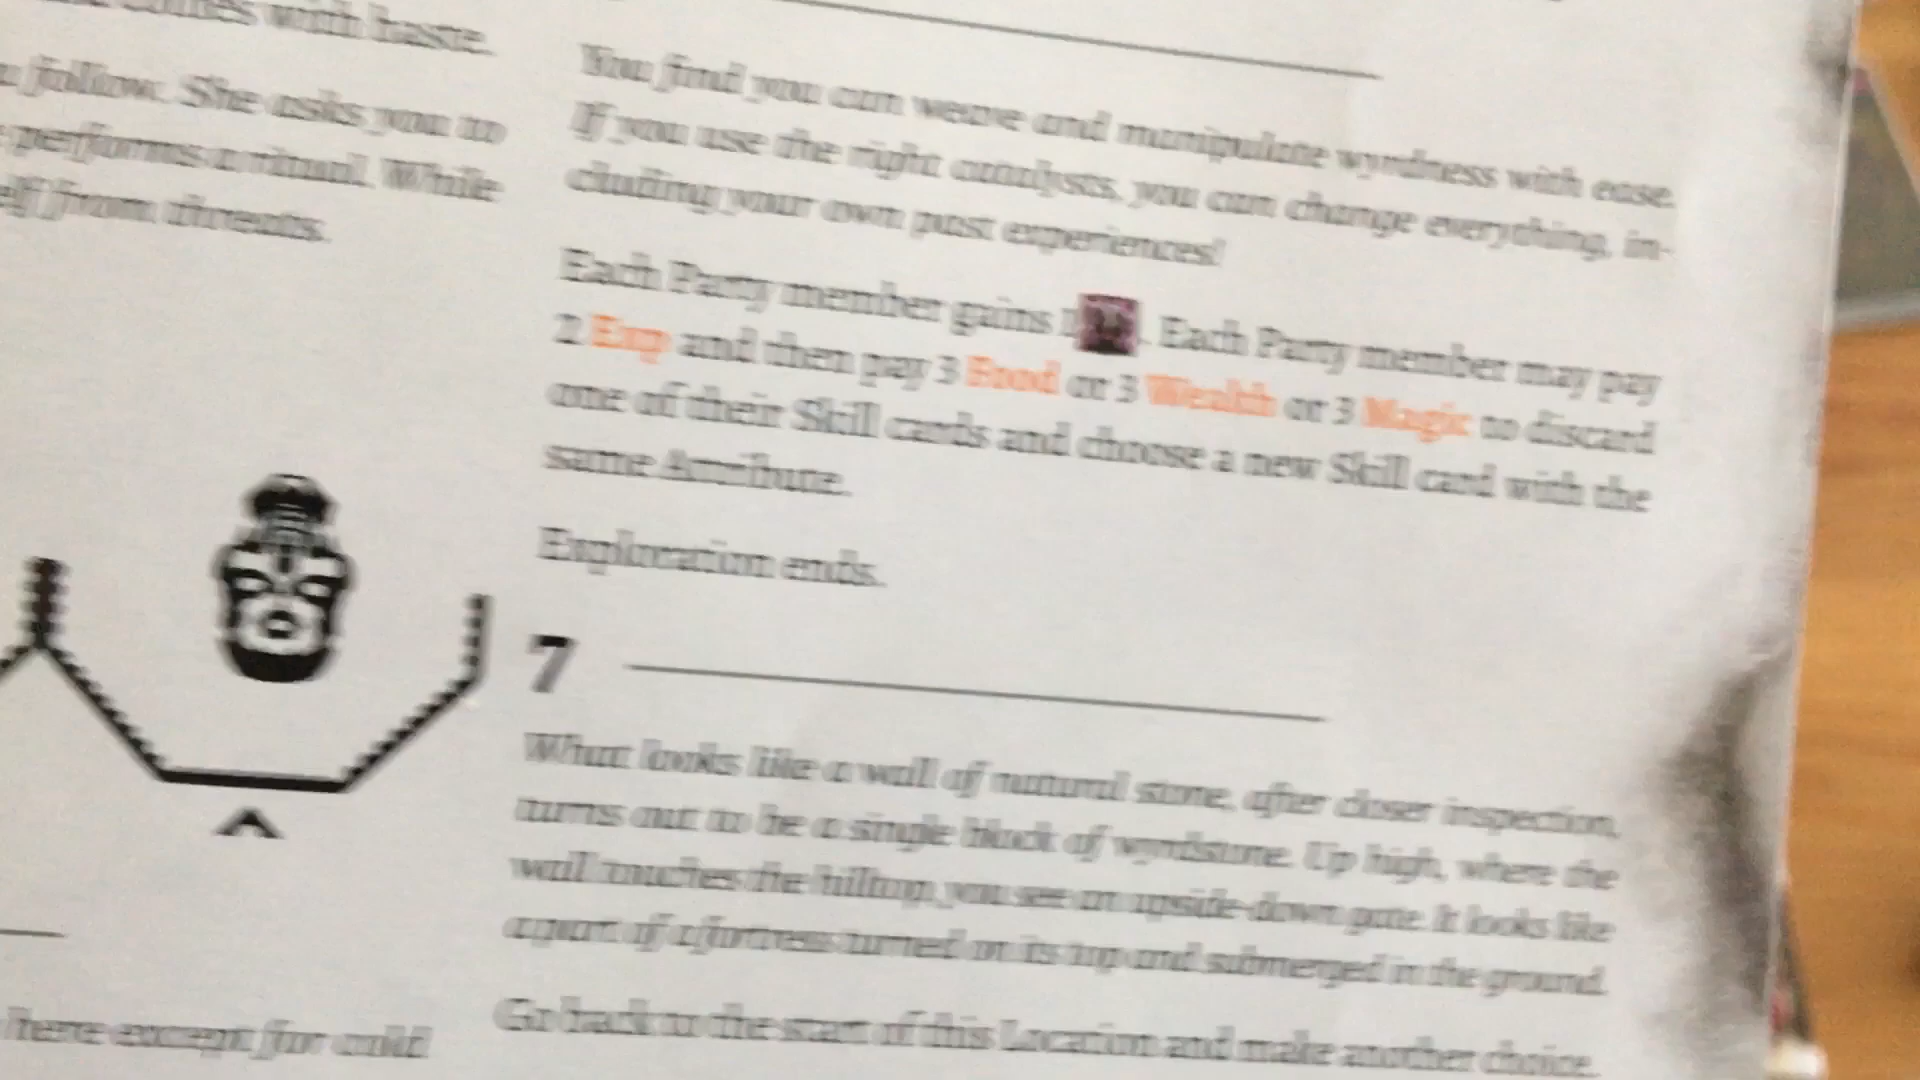 with haste.
follow. She asks you to
performs a ritual. While
from threats.
here except for cold
You find you can weave and manipulate wyrdness with ease.
If you use the right catalysts, you can change everything, in-
cluding your own past experiences!
Each Party member gains 1 . Each Party member may pay
2 Exp and then pay 3 Food or 3 Wealth or 3 Magic to discard
one of their Skill cards and choose a new Skill card with the
same Attribute.
Exploration ends.
7
What looks like a wall of natural stone, after closer inspection,
turns out to be a single block of wyrdstone. Up high, where the
wall touches the hilltop, you see an upside-down gate. It looks like
a part of a fortress turned on its top and submerged in the ground.
Go back to the start of this Location and make another choice.